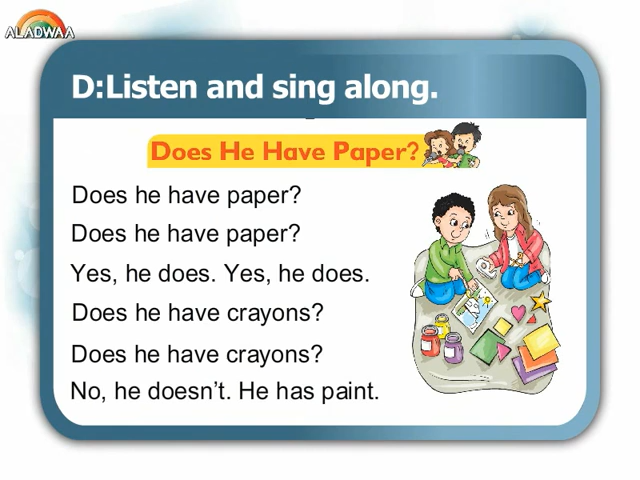 ALADWAA
D:Listen and sing along.
Does He Have Paper?
Does he have paper?
Does he have paper?
Yes, he does. Yes, he does.
Does he have crayons?
Does he have crayons?
No, he doesn’t. He has paint.